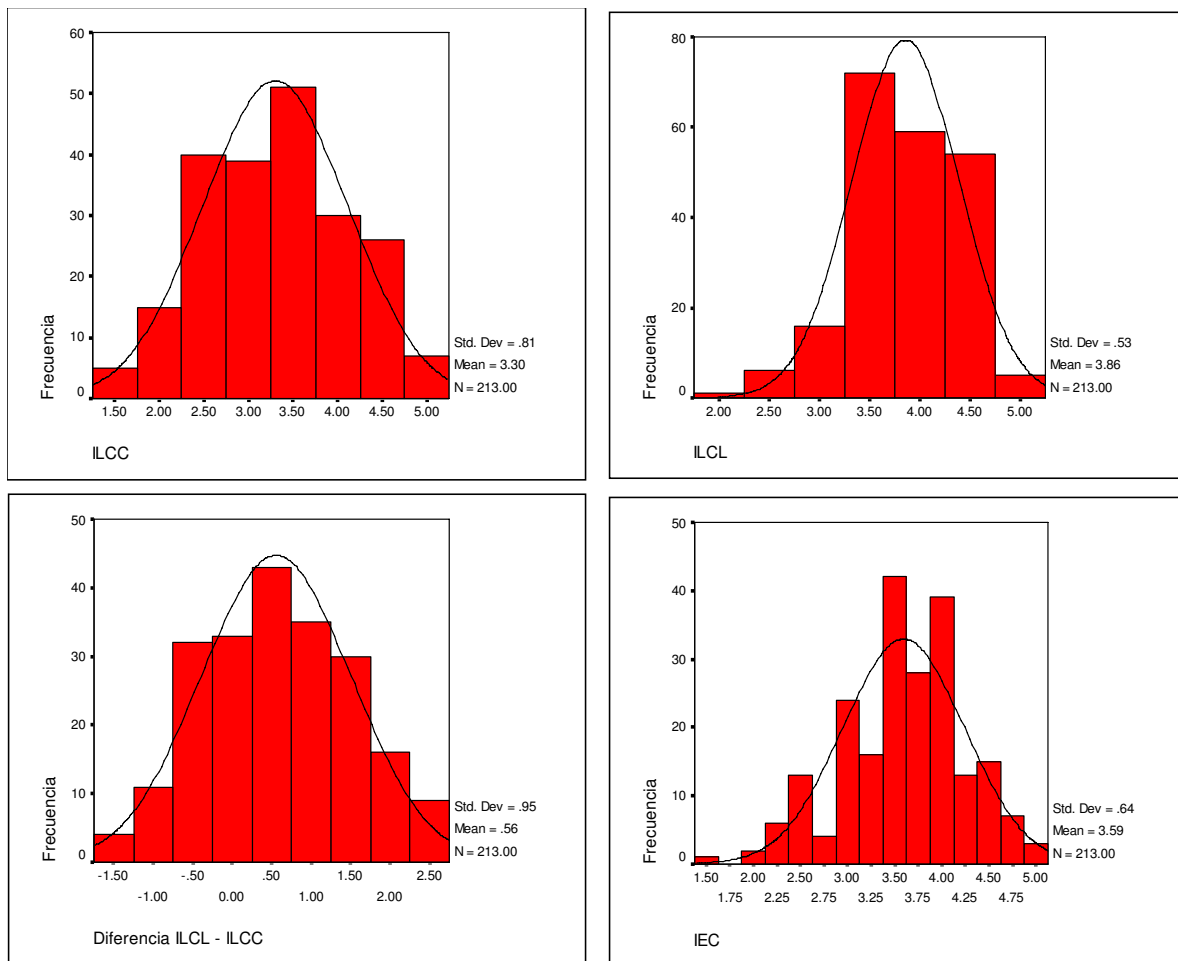 60
50
40
30
20
10
0
Frecuencia
1.50 2.00 2.50 3.00 3.50 4.00 4.50 5.00
ILCC
Std. Dev = .81
Mean = 3.30
N = 213.00
80
60
40
20
0
Frecuencia
2.00 2.50 3.00 3.50 4.00 4.50 5.00
ILCL
Std. Dev = .53
Mean = 3.86
N = 213.00
50
40
30
20
10
0
Frecuencia
-1.50 -.50 .50 1.50 2.50
-1.00 0.00 1.00 2.00
Diferencia ILCL - ILCC
Std. Dev = .95
Mean = .56
N = 213.00
50
40
30
20
10
0
Frecuencia
1.50 2.00 2.50 3.00 3.50 4.00 4.50 5.00
1.75 2.25 2.75 3.25 3.75 4.25 4.75
IEC
Std. Dev = .64
Mean = 3.59
N = 213.00